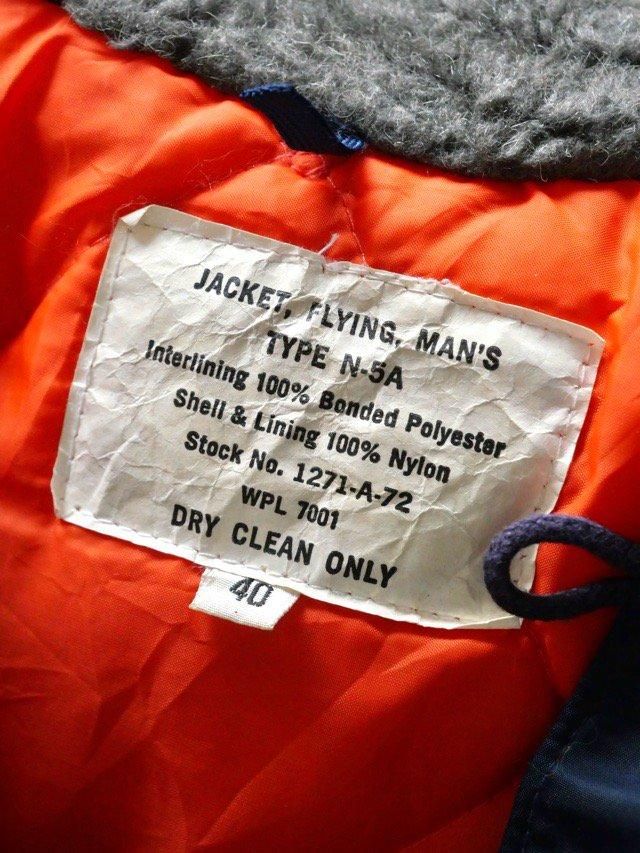 JACKET, FLYING, MAN'S
TYPE N-5A
Interlining 100% Bonded Polyester
Shell & Lining 100% Nylon
Stock No. 1271-A-72
WPL 7001
DRY CLEAN ONLY
40